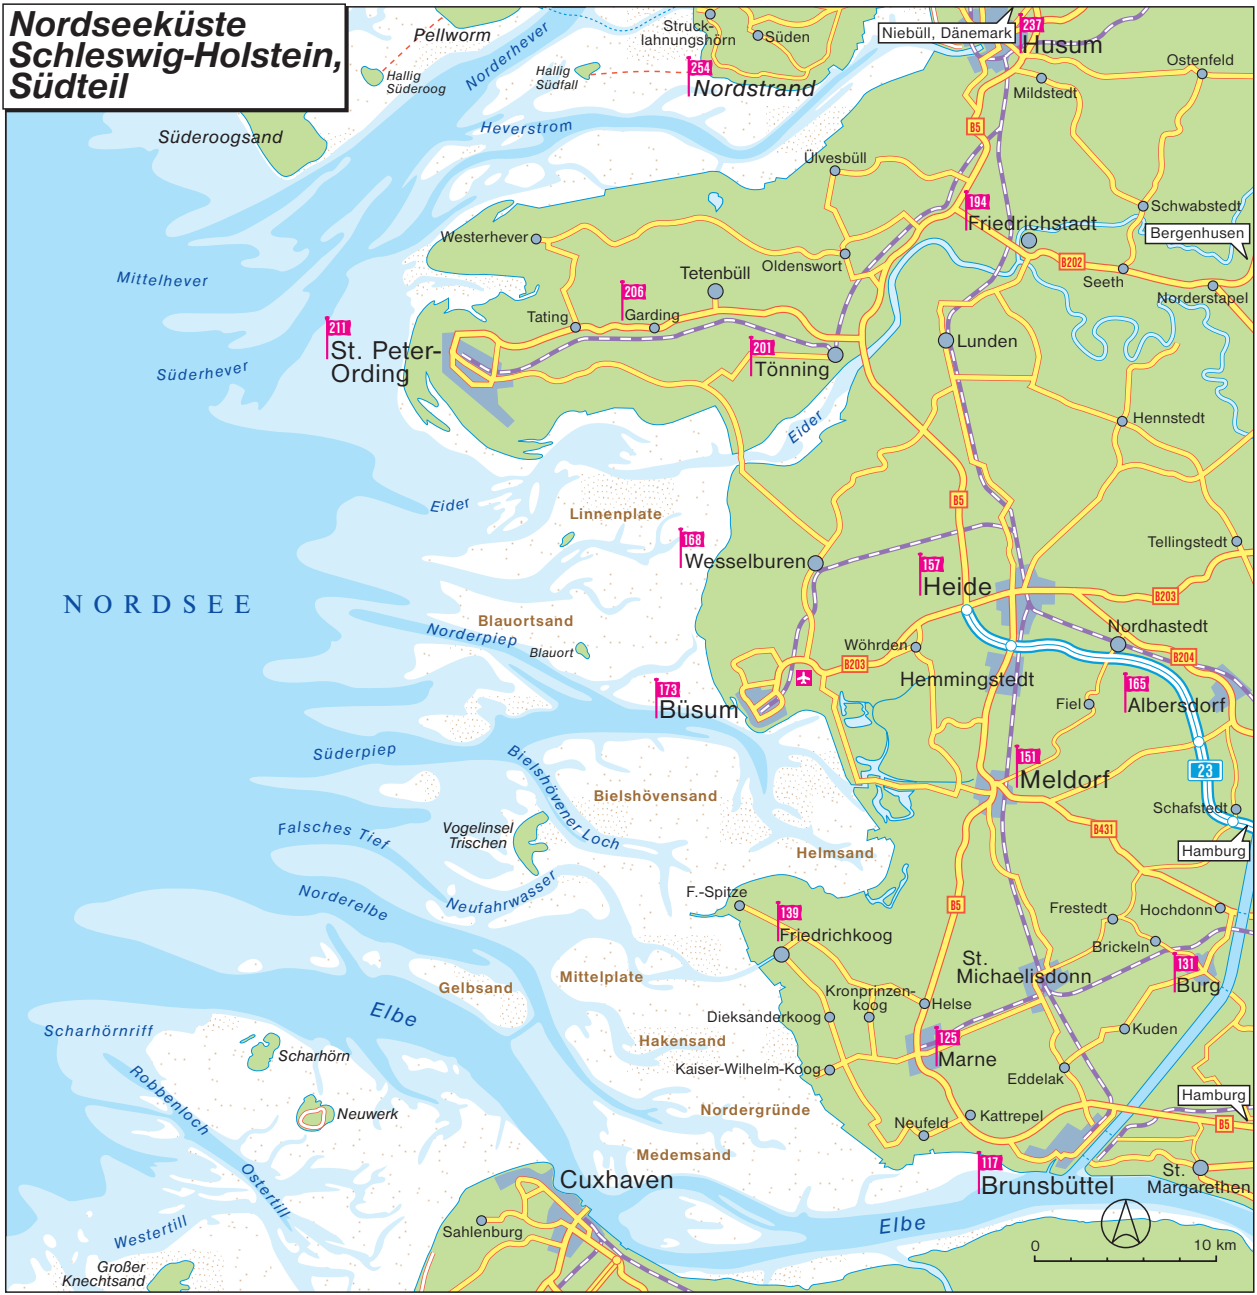 Nordseeküste
Schleswig-Holstein,
Südteil
Pellworm
Norderhever
Hallig
Süderoog
Hallig
Südfall
Struck-
lahnungshörn
Süden
254
Nordstrand
Niebüll, Dänemark
237
Husum
Mildstedt
Ostenfeld
Süderoogsand
Heverstrom
B5
Ülvesbüll
194
Friedrichstadt
Schwabstedt
Bergenhusen
Westerhever
Oldenswort
B202
Seeth
Norderstapel
Mittelhever
Tetenbüll
206
Garding
Tating
211
St. Peter-
Ording
201
Tönning
Lunden
Süderhever
Eider
Hennstedt
Eider
Linnenplate
B5
168
Wesselburen
157
Heide
Tellingstedt
B203
NORDSEE
Blauortsand
Norderpiep
Blauort
Wöhrden
B203
Nordhastedt
B204
Hemmingstedt
173
Büsum
Fiel
165
Albersdorf
Süderpiep
Bielshövener Loch
151
Meldorf
23
Bielshövensand
Schafstedt
Falsches Tief
Vogelinsel
Trischen
Helmsand
B431
Hamburg
Norderelbe
Neufahrwasser
F.-Spitze
139
Friedrichkoog
B5
Frestedt
Hochdonn
Brickeln
St.
Michaelisdonn
131
Burg
Mittelplate
Gelbsand
Elbe
Kronprinzen-
koog
Helse
Dieksanderkoog
Kuden
Scharhörnriff
Scharhörn
Hakensand
125
Marne
Kaiser-Wilhelm-Koog
Eddelak
Robbenloch
Neuwerk
Nordergründe
Kattrepel
Neufeld
Hamburg
B5
Medemsand
Ostertill
Cuxhaven
117
Brunsbüttel
St.
Margarethen
Westertill
Sahlenburg
Elbe
Großer
Knechtsand
0
10 km